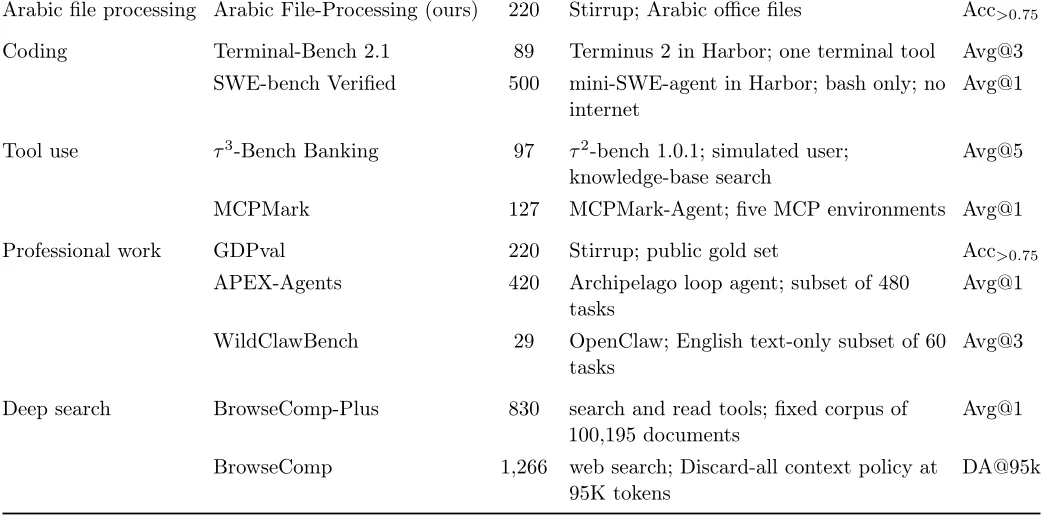 Arabic file processing Arabic File-Processing (ours) 220 Stirrup; Arabic office files Acc>0.75
Coding Terminal-Bench 2.1 89 Terminus 2 in Harbor; one terminal tool Avg@3
SWE-bench Verified 500 mini-SWE-agent in Harbor; bash only; no Avg@1
internet
Tool use τ³-Bench Banking 97 τ²-bench 1.0.1; simulated user; Avg@5
knowledge-base search
MCPMark 127 MCPMark-Agent; five MCP environments Avg@1
Professional work GDPval 220 Stirrup; public gold set Acc>0.75
APEX-Agents 420 Archipelago loop agent; subset of 480 Avg@1
tasks
WildClawBench 29 OpenClaw; English text-only subset of 60 Avg@3
tasks
Deep search BrowseComp-Plus 830 search and read tools; fixed corpus of Avg@1
100,195 documents
BrowseComp 1,266 web search; Discard-all context policy at DA@95k
95K tokens